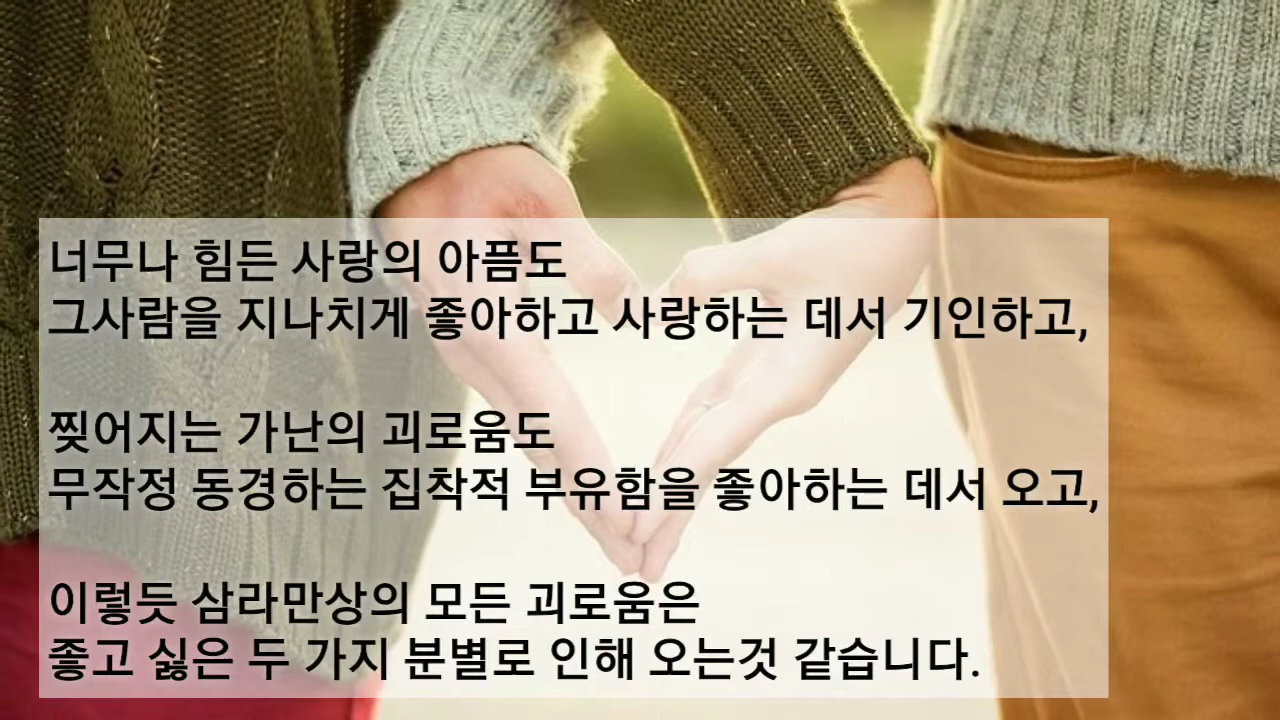 너무나 힘든 사랑의 아픔도
그사람을 지나치게 좋아하고 사랑하는 데서 기인하고,
찢어지는 가난의 괴로움도
무작정 동경하는 집착적 부유함을 좋아하는 데서 오고,
이렇듯 삼라만상의 모든 괴로움은
좋고 싫은 두 가지 분별로 인해 오는것 같습니다.